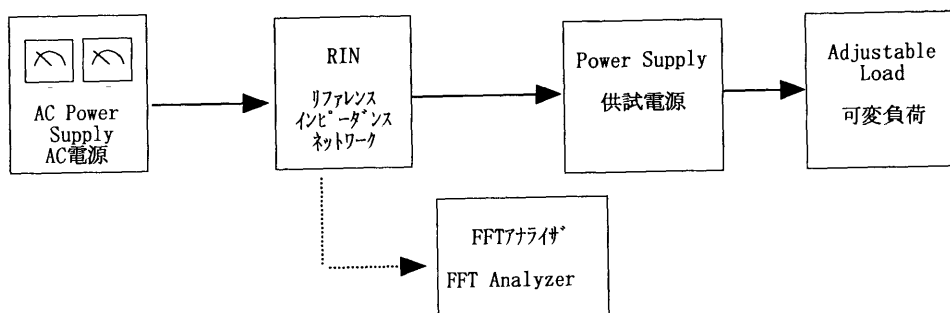 AC Power
Supply
AC電源
RIN
リファレンス
インピーダンス
ネットワーク
Power Supply
供試電源
Adjustable
Load
可変負荷
FFTアナライザ
FFT Analyzer